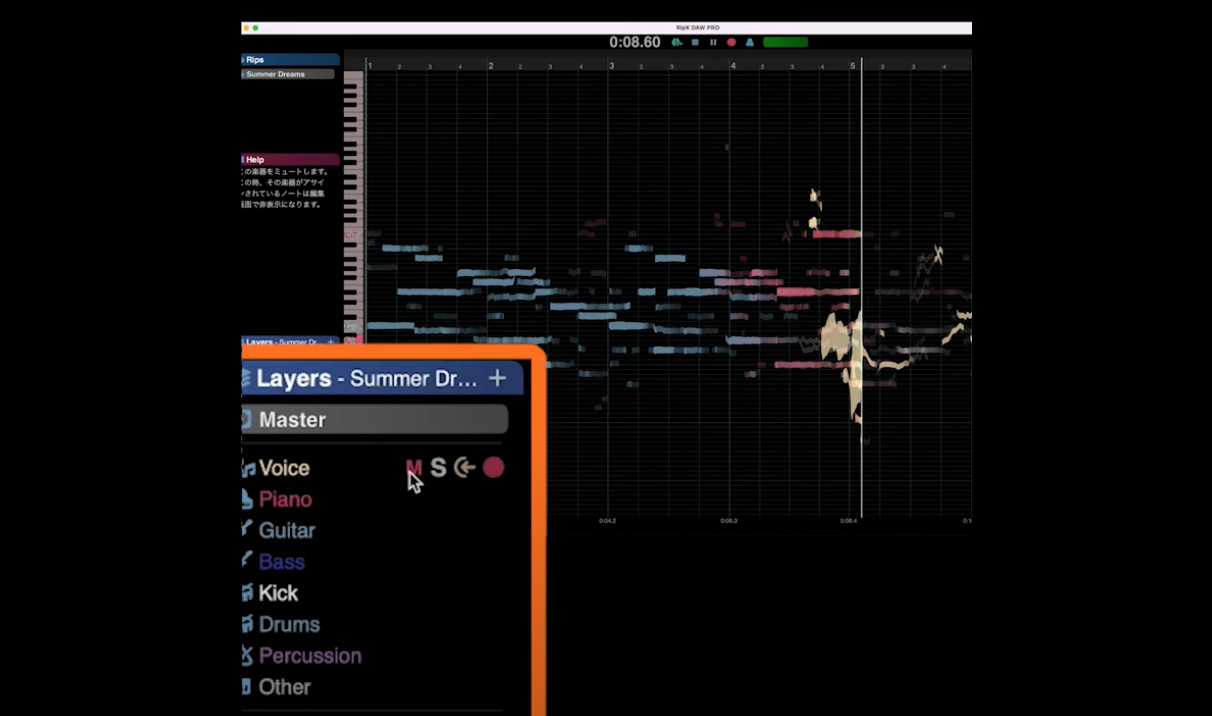 RipX DAW PRO
0:08.60
Rips
Summer Dreams
1 2 3 4 2 2 3 4 3 2 3 4 4 2 3 4 5 2 3 4
Help
の楽器をミュートします。
の時、その楽器がアサイ
されているノートは編集
面で非表示になります。
Layers - Summer Dr... +
0:04.2
0:06.3
0:08.4
Layers - Summer Dr... +
Master
Voice M S
Piano
Guitar
Bass
Kick
Drums
Percussion
Other